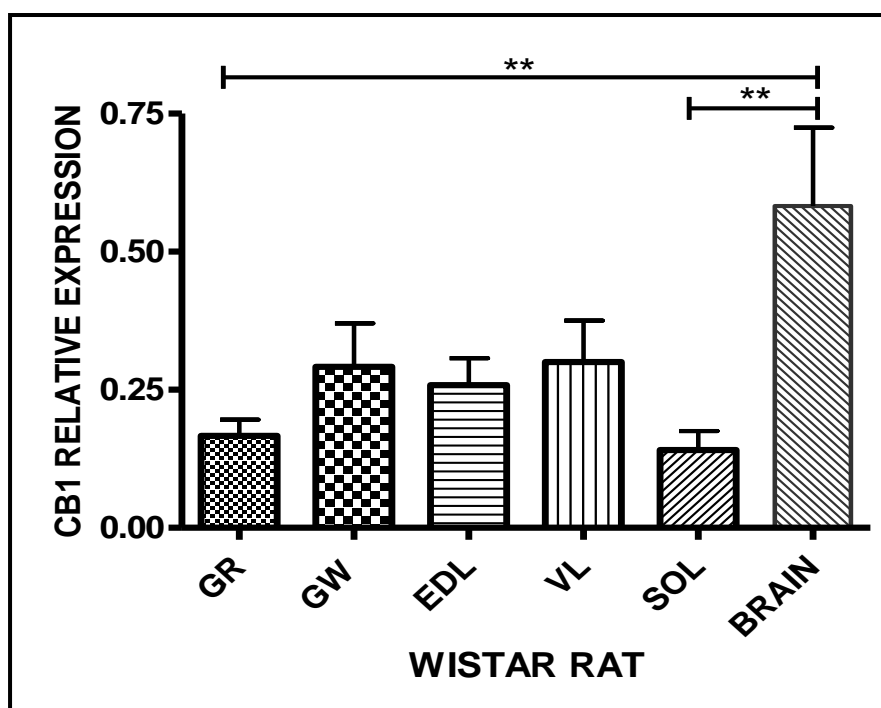 **
**
CB1 RELATIVE EXPRESSION
0.75
0.50
0.25
0.00
GR
GW
EDL
VL
SOL
BRAIN
WISTAR RAT